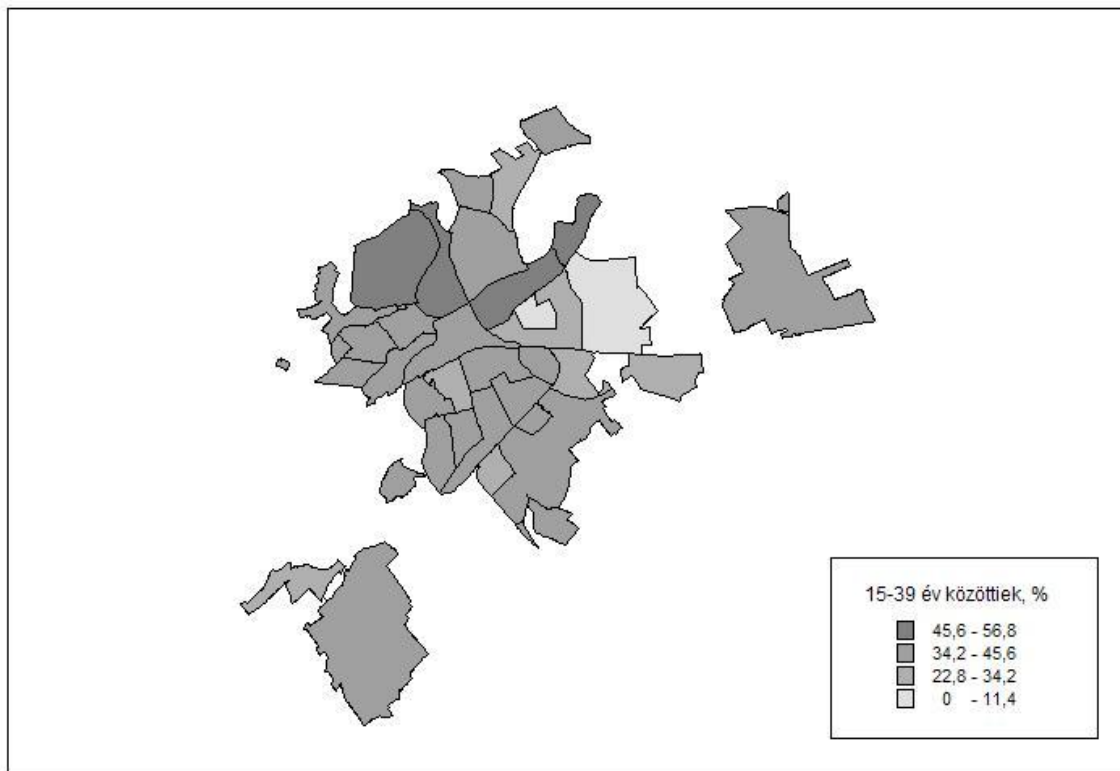 15-39 év közöttiek, %
45,6 - 56,8
34,2 - 45,6
22,8 - 34,2
0 - 11,4